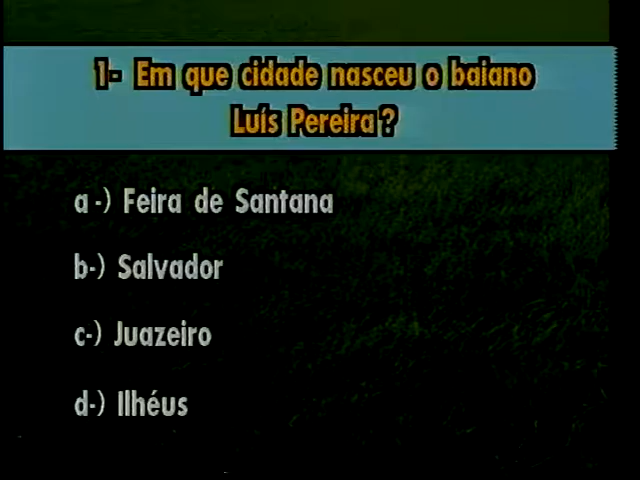 1- Em que cidade nasceu o baiano
Luís Pereira?
a-) Feira de Santana
b-) Salvador
c-) Juazeiro
d-) Ilhéus